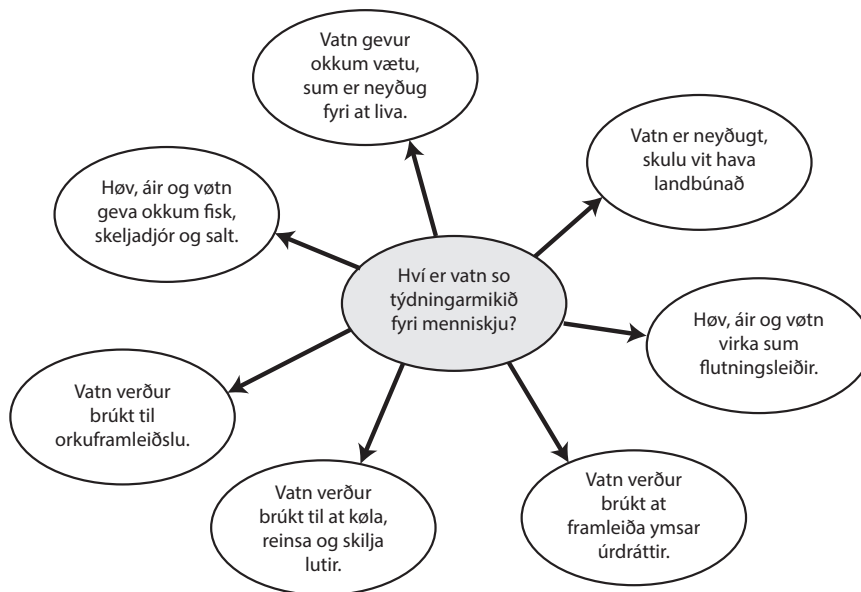 Vatn gevur
okkum vætu,
sum er neyðug
fyri at liva.
Vatn er neyðugt,
skulu vit hava
landbúnað
Høv, áir og vøtn
geva okkum fisk,
skeljadjór og salt.
Hví er vatn so
týdningarmikið
fyri menniskju?
Høv, áir og vøtn
virka sum
flutningsleiðir.
Vatn verður
brúkt til
orkuframleiðslu.
Vatn verður
brúkt til at køla,
reinsa og skilja
lutir.
Vatn verður
brúkt at
framleiða ymsar
úrdráttir.